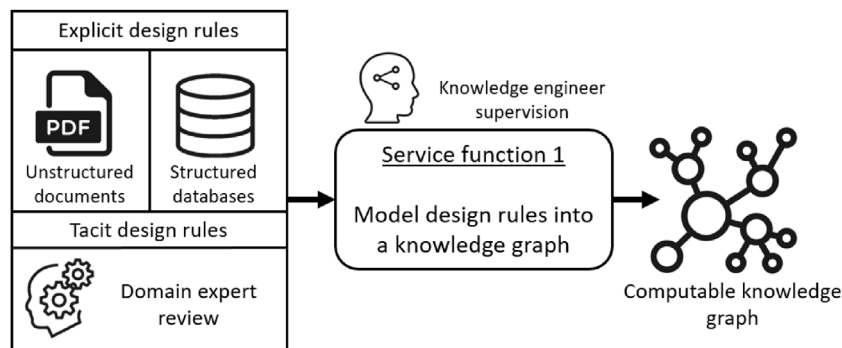 Explicit design rules
PDF
Unstructured
documents
Structured
databases
Tacit design rules
Domain expert
review
Knowledge engineer
supervision
Service function 1
Model design rules into
a knowledge graph
Computable knowledge
graph